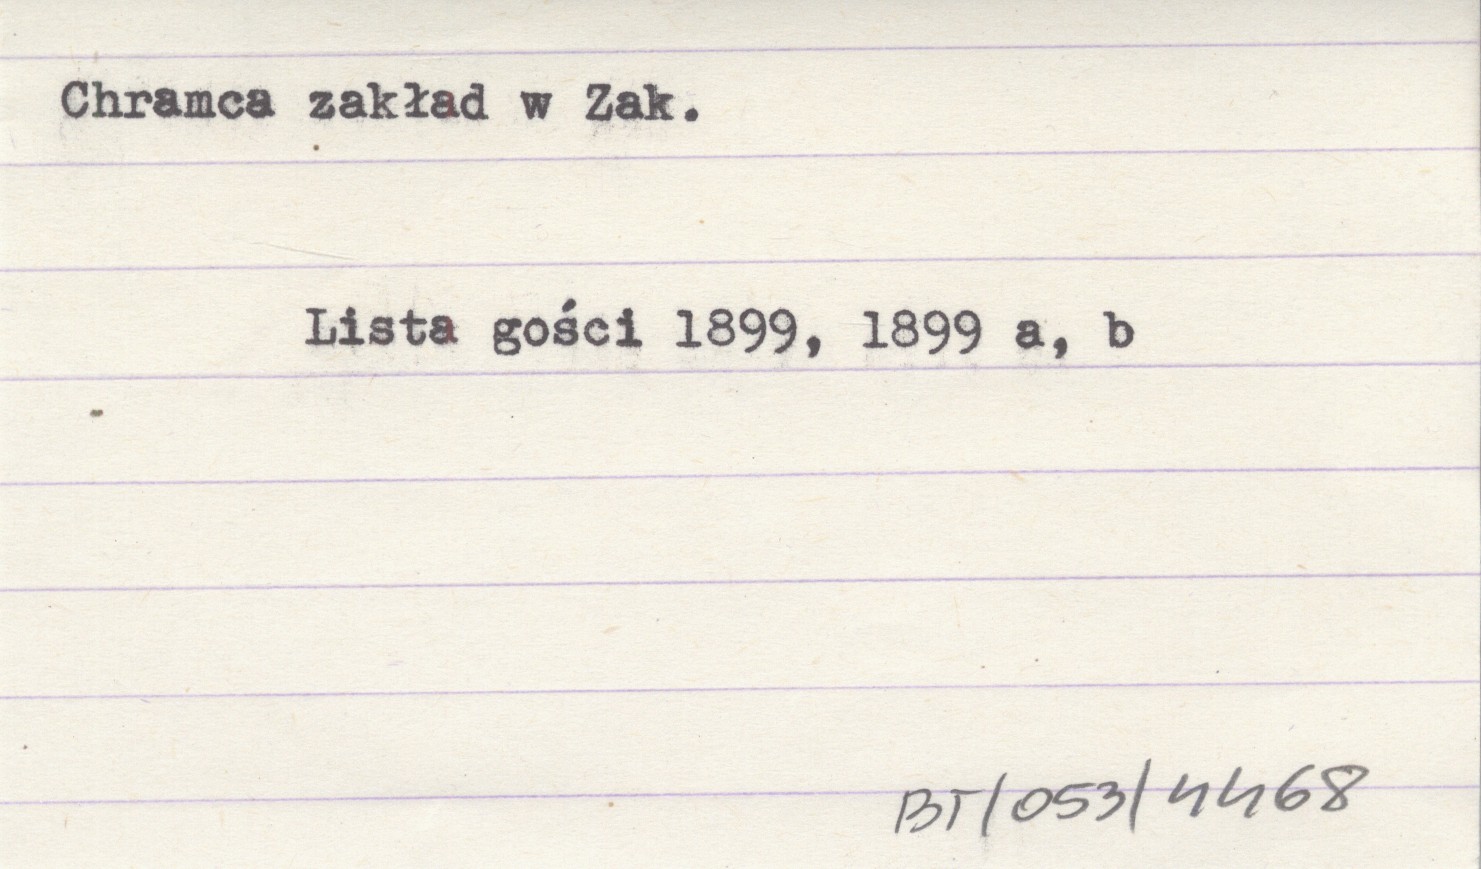 Chramca zakład w Zak.
Lista gości 1899, 1899 a, b
BT/053/4468